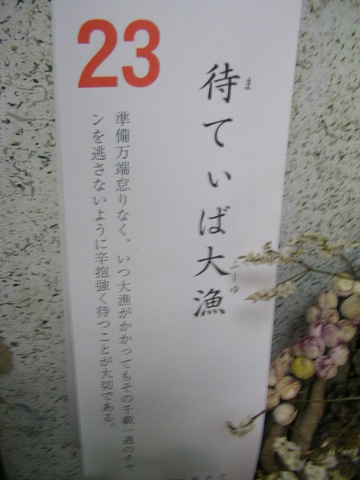 23
待てぃば大漁
準備万端怠りなく、いつ大漁がかかってもその千載一遇のチャ
ンを逃さないように辛抱強く待つことが大切である。